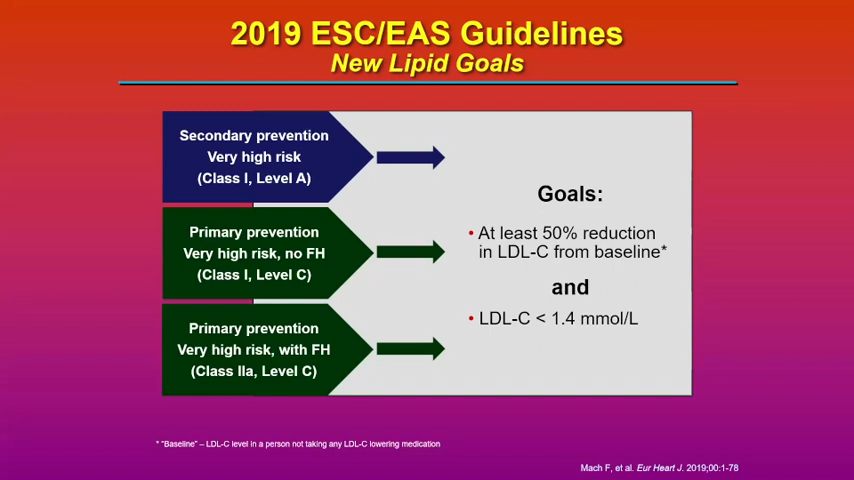 2019 ESC/EAS Guidelines
New Lipid Goals
Secondary prevention
Very high risk
(Class I, Level A)
Primary prevention
Very high risk, no FH
(Class I, Level C)
Primary prevention
Very high risk, with FH
(Class IIa, Level C)
Goals:
• At least 50% reduction
in LDL-C from baseline*
and
• LDL-C < 1.4 mmol/L
* "Baseline" – LDL-C level in a person not taking any LDL-C lowering medication
Mach F, et al. Eur Heart J. 2019;00:1-78